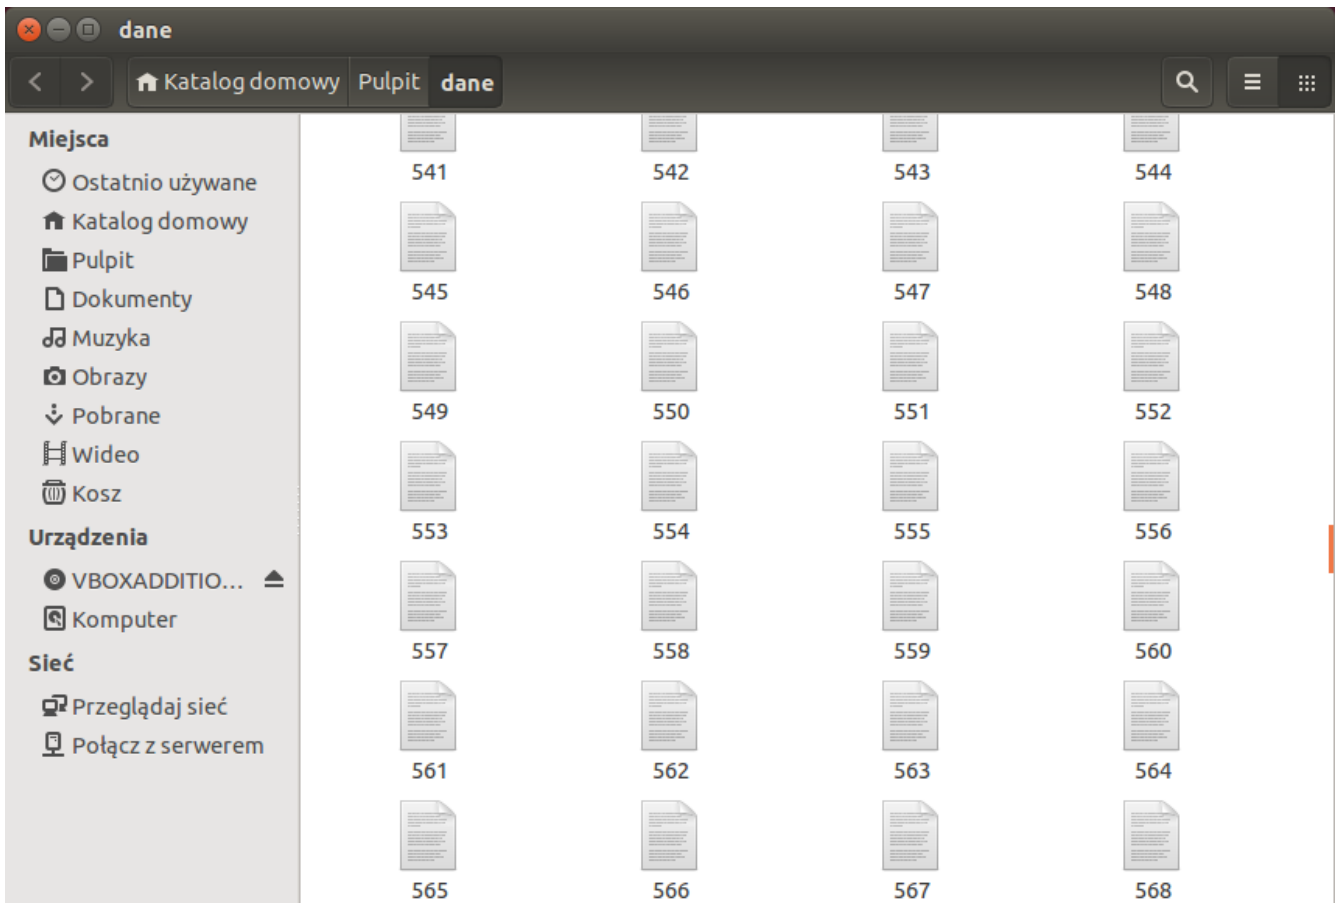 dane
Katalog domowy Pulpit dane
Miejsca
Ostatnio używane
Katalog domowy
Pulpit
Dokumenty
Muzyka
Obrazy
Pobrane
Wideo
Kosz
Urządzenia
VBOXADDITIO...
Komputer
Sieć
Przeglądaj sieć
Połącz z serwerem
541 542 543 544
545 546 547 548
549 550 551 552
553 554 555 556
557 558 559 560
561 562 563 564
565 566 567 568